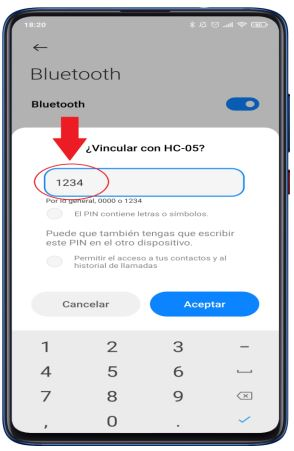 18:20
Bluetooth
Bluetooth
¿Vincular con HC-05?
1234
Por lo general, 0000 o 1234
El PIN contiene letras o símbolos.
Puede que también tengas que escribir
este PIN en el otro dispositivo.
Permitir el acceso a tus contactos y al
historial de llamadas
Cancelar Aceptar
1 2 3 –
4 5 6
7 8 9
, 0 .